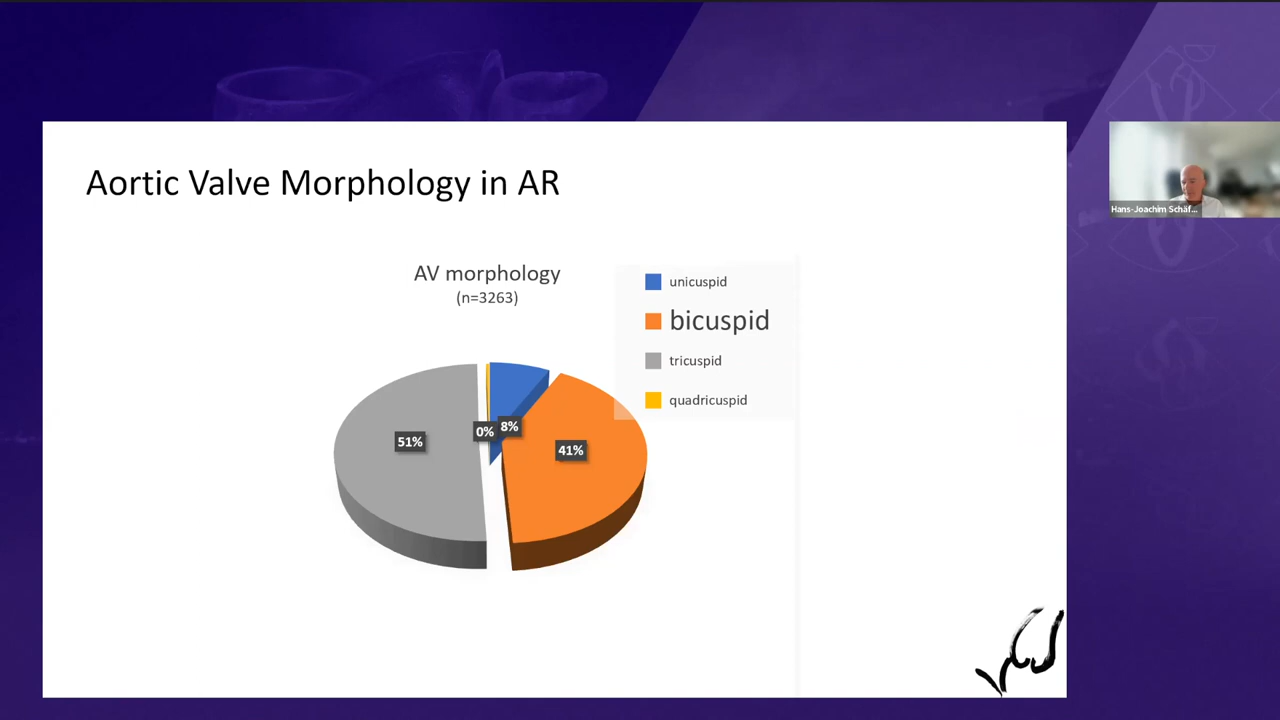 Aortic Valve Morphology in AR
AV morphology
(n=3263)
unicuspid
bicuspid
tricuspid
quadricuspid
51%
0%
8%
41%
Hans-Joachim Schäf...